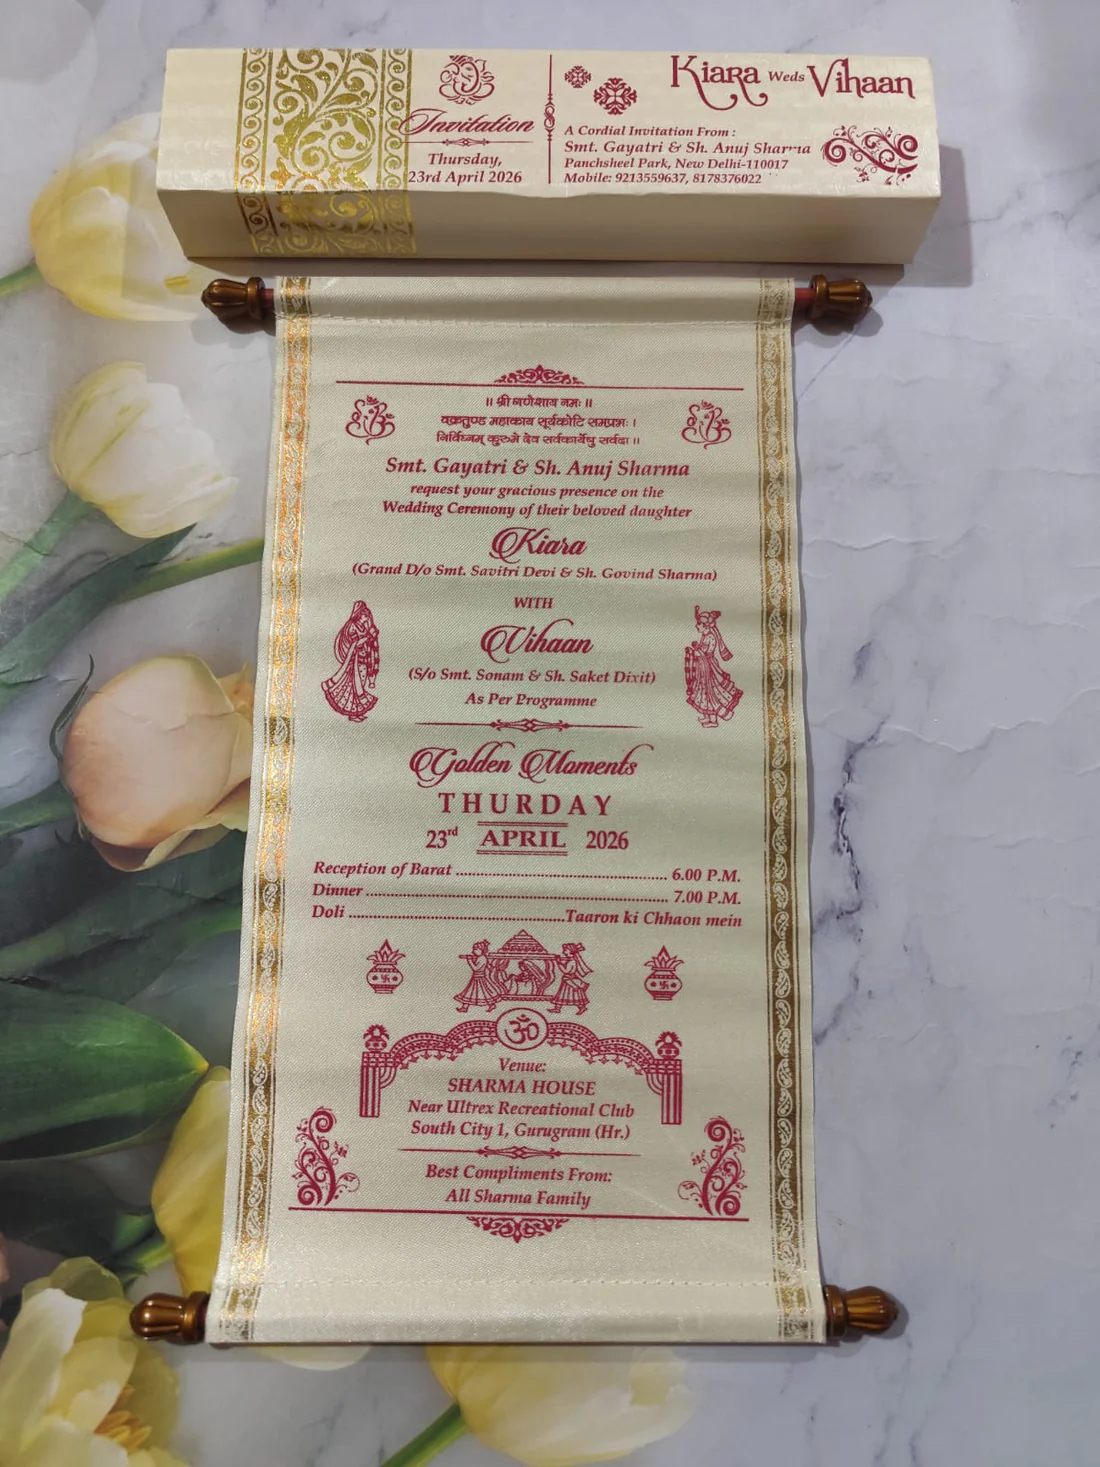 Invitation
Thursday,
23rd April 2026
Kiara Weds Vihaan
A Cordial Invitation From :
Smt. Gayatri & Sh. Anuj Sharma
Panchsheel Park, New Delhi-110017
Mobile: 9213559637, 8178376022
॥ श्री गणेशाय नमः ॥
वक्रतुण्ड महाकाय सूर्यकोटि समप्रभः ।
निर्विघ्नम् कुरुमे देव सर्वकार्येषु सर्वदा ॥
Smt. Gayatri & Sh. Anuj Sharma
request your gracious presence on the
Wedding Ceremony of their beloved daughter
Kiara
(Grand D/o Smt. Savitri Devi & Sh. Govind Sharma)
WITH
Vihaan
(S/o Smt. Sonam & Sh. Saket Dixit)
As Per Programme
Golden Moments
THURDAY
23rd APRIL 2026
Reception of Barat ........................................ 6.00 P.M.
Dinner ........................................ 7.00 P.M.
Doli ........................................Taaron ki Chhaon mein
ॐ
Venue:
SHARMA HOUSE
Near Ultrex Recreational Club
South City 1, Gurugram (Hr.)
Best Compliments From:
All Sharma Family